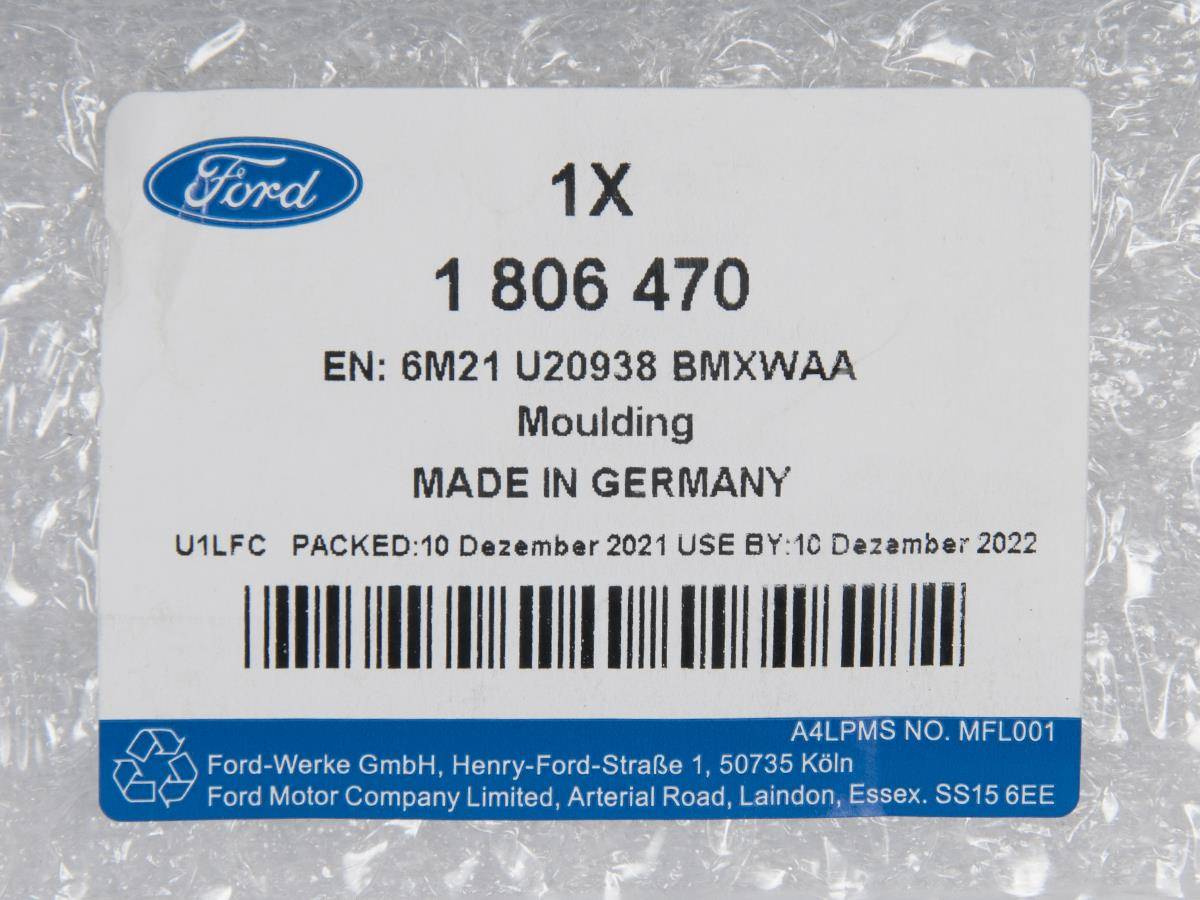 Ford
1X
1 806 470
EN: 6M21 U20938 BMXWAA
Moulding
MADE IN GERMANY
U1LFC PACKED:10 Dezember 2021 USE BY:10 Dezember 2022
A4LPMS NO. MFL001
Ford-Werke GmbH, Henry-Ford-Straße 1, 50735 Köln
Ford Motor Company Limited, Arterial Road, Laindon, Essex. SS15 6EE